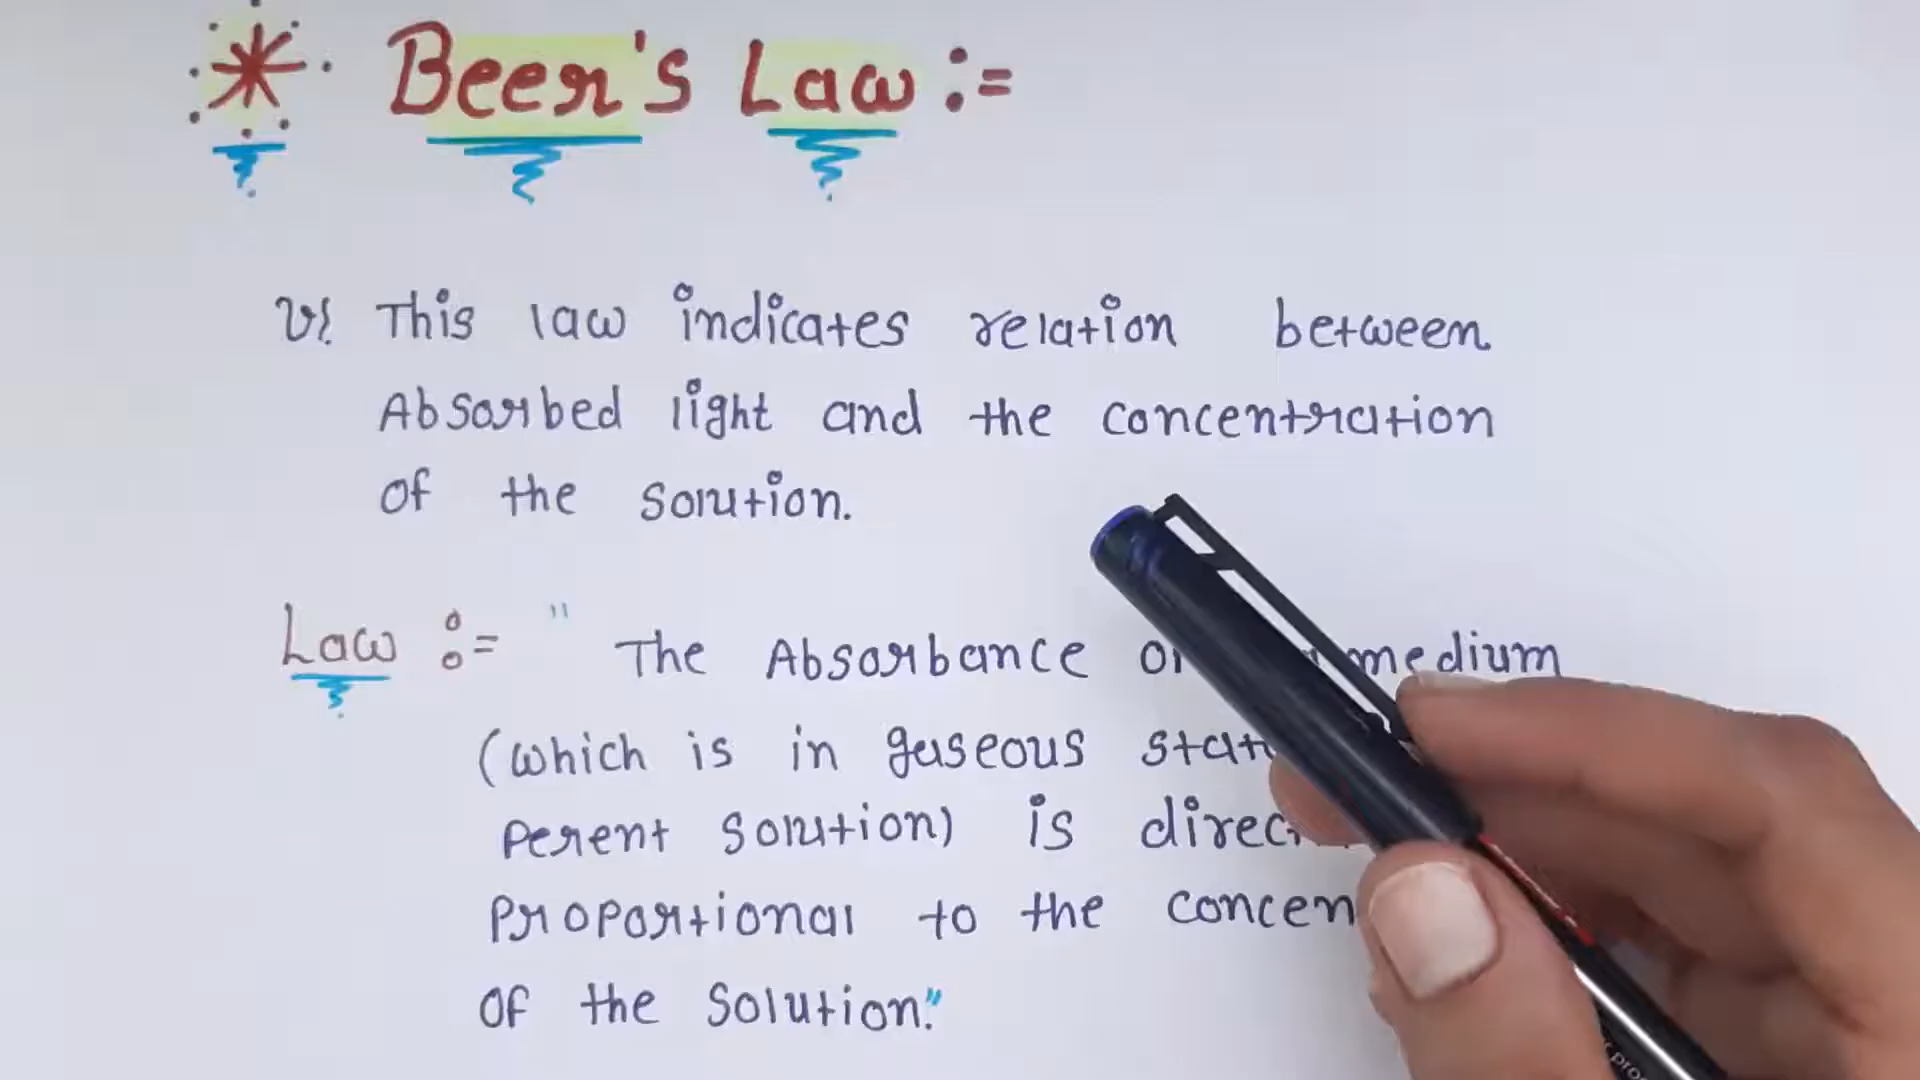 Beer's Law :=
This law indicates relation between
Absorbed light and the concentration
of the solution.
Law := " The Absorbance medium
(which is in gaseous
Perent solution) is
Proportional to the
of the Solution."